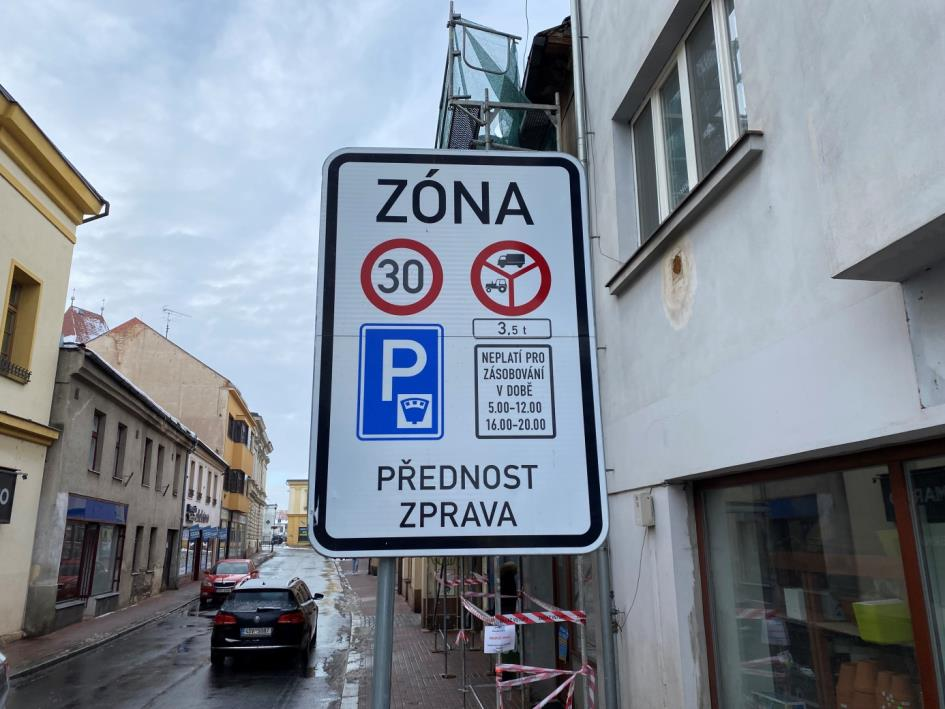 ZÓNA
30
3,5 t
P
NEPLATÍ PRO
ZÁSOBOVÁNÍ
V DOBĚ
5.00-12.00
16.00-20.00
PŘEDNOST
ZPRAVA